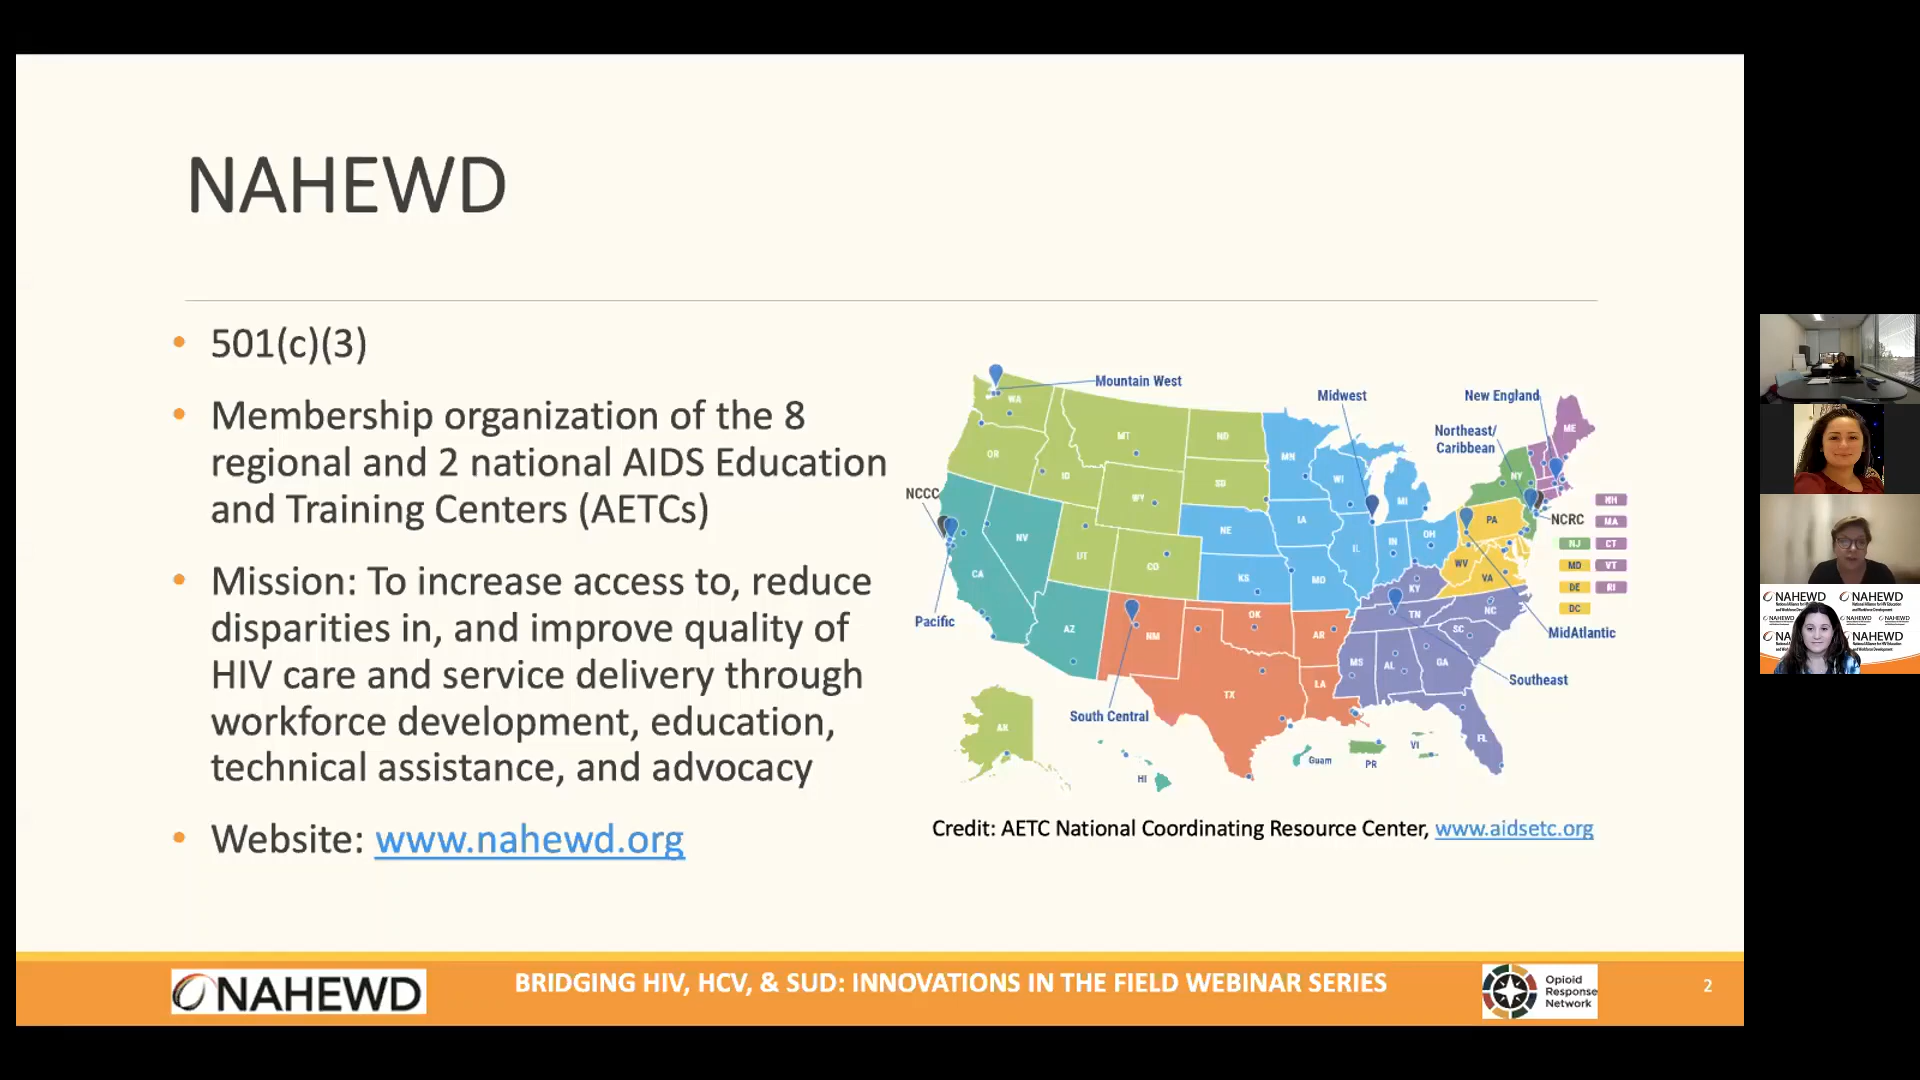 NAHEWD
501(c)(3)
Membership organization of the 8
regional and 2 national AIDS Education
and Training Centers (AETCs)
Mission: To increase access to, reduce
disparities in, and improve quality of
HIV care and service delivery through
workforce development, education,
technical assistance, and advocacy
Website: www.nahewd.org
Mountain West
Midwest
New England
Northeast/
Caribbean
NCCC
NCRC
Pacific
MidAtlantic
Southeast
South Central
WA
MT
ND
MN
ME
OR
ID
SD
WI
NY
MI
WY
NE
IA
PA
NH
MA
NV
UT
CO
IL
IN
OH
NJ
CT
CA
KS
MO
WV
VA
MD
VT
KY
DE
RI
AZ
NM
OK
AR
TN
NC
DC
SC
TX
LA
MS
AL
GA
AK
FL
HI
Guam
PR
VI
Credit: AETC National Coordinating Resource Center, www.aidsetc.org
NAHEWD
BRIDGING HIV, HCV, & SUD: INNOVATIONS IN THE FIELD WEBINAR SERIES
Opioid
Response
Network
2
NAHEWD
NAHEWD
NAHEWD